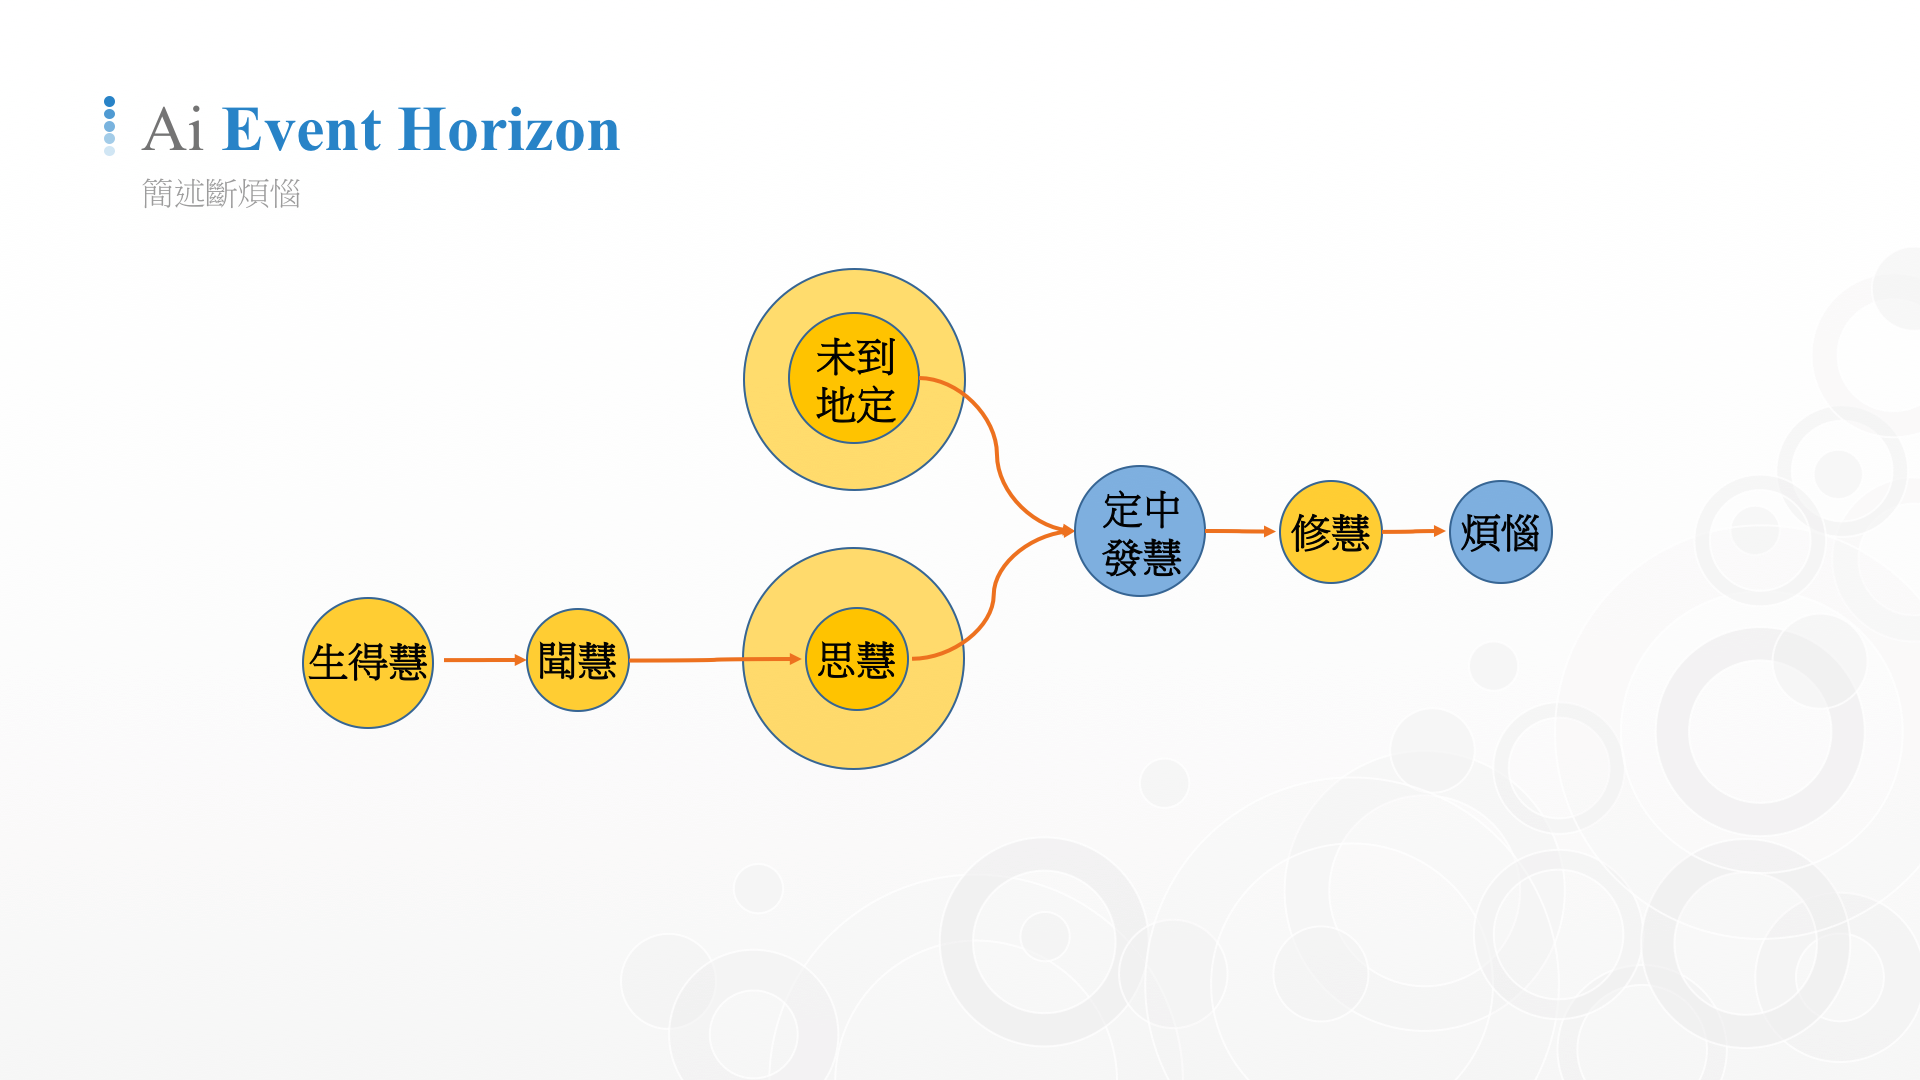 Ai Event Horizon
簡述斷煩惱
未到
地定
定中
發慧
修慧
煩惱
生得慧
聞慧
思慧